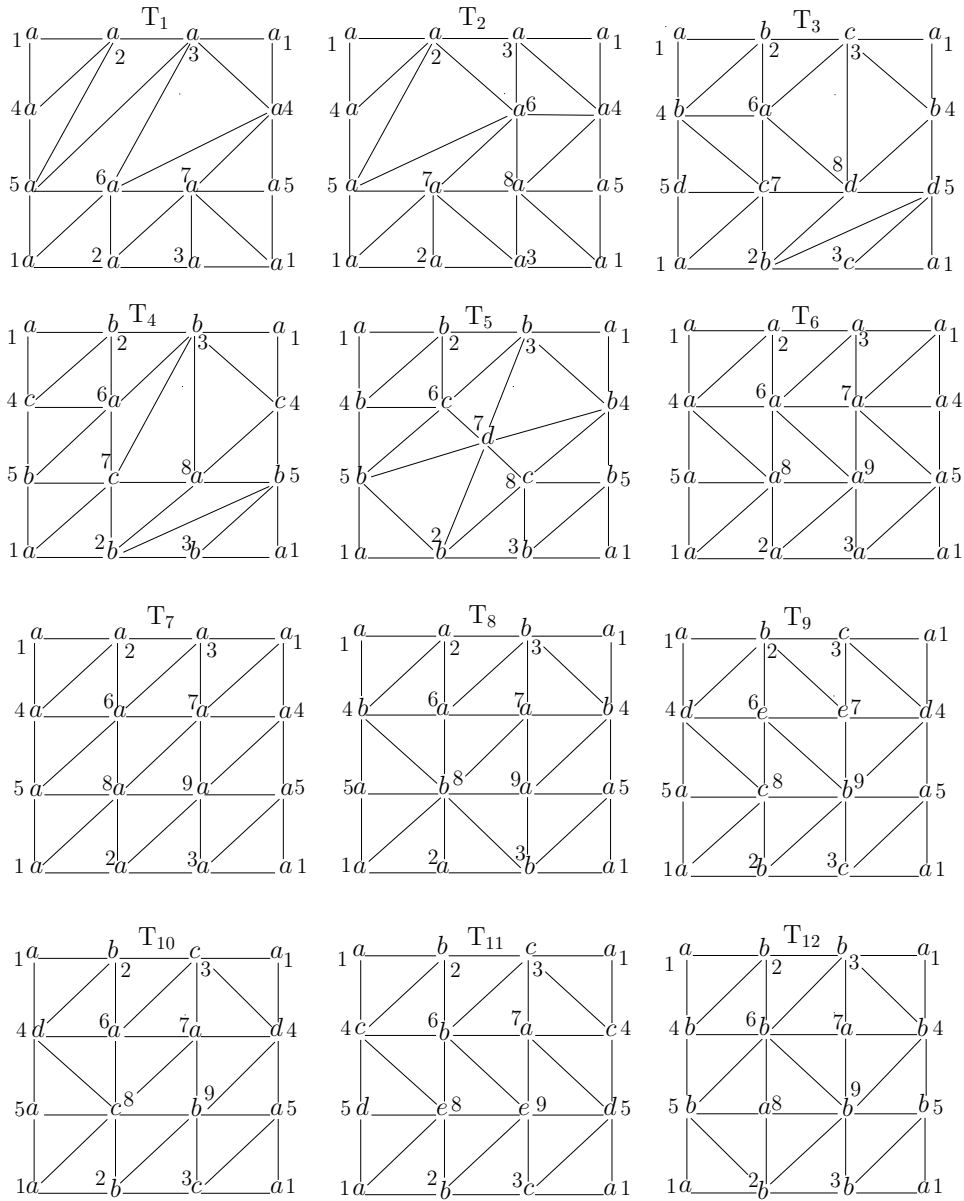 T1 T2 T3
1 a a a a 1 1 a a a a 1 1 a b c a 1
2 3 2 3 2 3
4 a a 4 4 a a 6 a 4 4 b 6 a b 4
8
5 a 6 a 7 a a 5 5 a 7 a 8 a a 5 5 d c 7 d d 5
1 a 2 a 3 a a 1 1 a 2 a a 3 a 1 1 a 2 b 3 c a 1
T4 T5 T6
1 a b b a 1 1 a b b a 1 1 a a a a 1
2 3 2 3 2 3
4 c 6 a c 4 4 b 6 c b 4 4 a 6 a 7 a a 4
7 d
5 b 7 c 8 a b 5 5 b 8 c b 5 5 a a 8 a 9 a 5
1 a 2 b 3 b a 1 1 a 2 b 3 b a 1 1 a 2 a 3 a a 1
T7 T8 T9
1 a a a a 1 1 a a b a 1 1 a b c a 1
2 3 2 3 2 3
4 a 6 a 7 a a 4 4 b 6 a 7 a b 4 4 d 6 e e 7 d 4
5 a 8 a 9 a a 5 5 a b 8 9 a a 5 5 a c 8 b 9 a 5
1 a 2 a 3 a a 1 1 a 2 a 3 b a 1 1 a 2 b 3 c a 1
T10 T11 T12
1 a b c a 1 1 a b c a 1 1 a b b a 1
2 3 2 3 2 3
4 d 6 a 7 a d 4 4 c 6 b 7 a c 4 4 b 6 b 7 a b 4
5 a c 8 b 9 a 5 5 d e 8 e 9 d 5 5 b a 8 b 9 b 5
1 a 2 b 3 c a 1 1 a 2 b 3 c a 1 1 a 2 b 3 b a 1